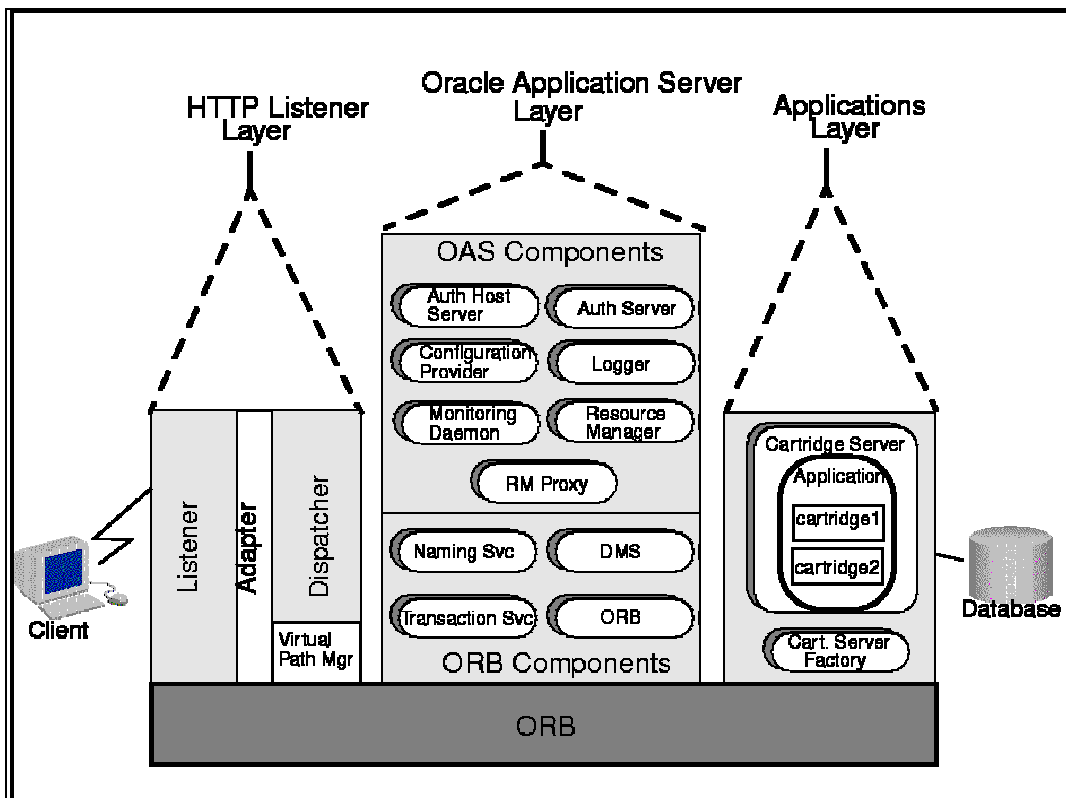 HTTP Listener
Layer
Oracle Application Server
Layer
Applications
Layer
OAS Components
Auth Host
Server
Auth Server
Configuration
Provider
Logger
Monitoring
Daemon
Resource
Manager
RM Proxy
Naming Svc
DMS
Transaction Svc
ORB
ORB Components
Listener
Adapter
Dispatcher
Virtual
Path Mgr
Client
Cartridge Server
Application
cartridge1
cartridge2
Cart. Server
Factory
Database
ORB